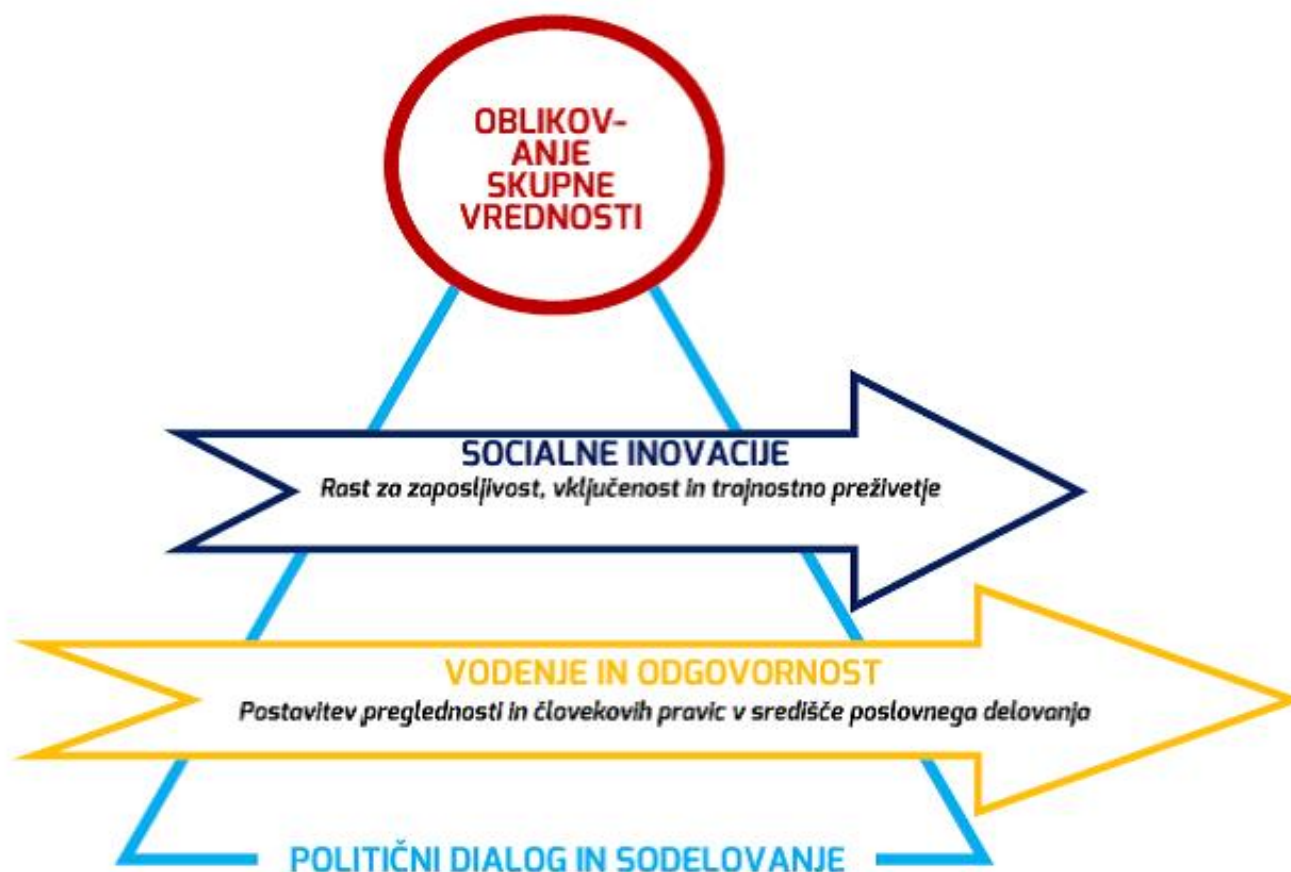 OBLIKOV-
ANJE
SKUPNE
VREDNOSTI
SOCIALNE INOVACIJE
Rast za zaposljivost, vključenost in trajnostno preživetje
VODENJE IN ODGOVORNOST
Postavitev preglednosti in človekovih pravic v središče poslovnega delovanja
POLITIČNI DIALOG IN SODELOVANJE